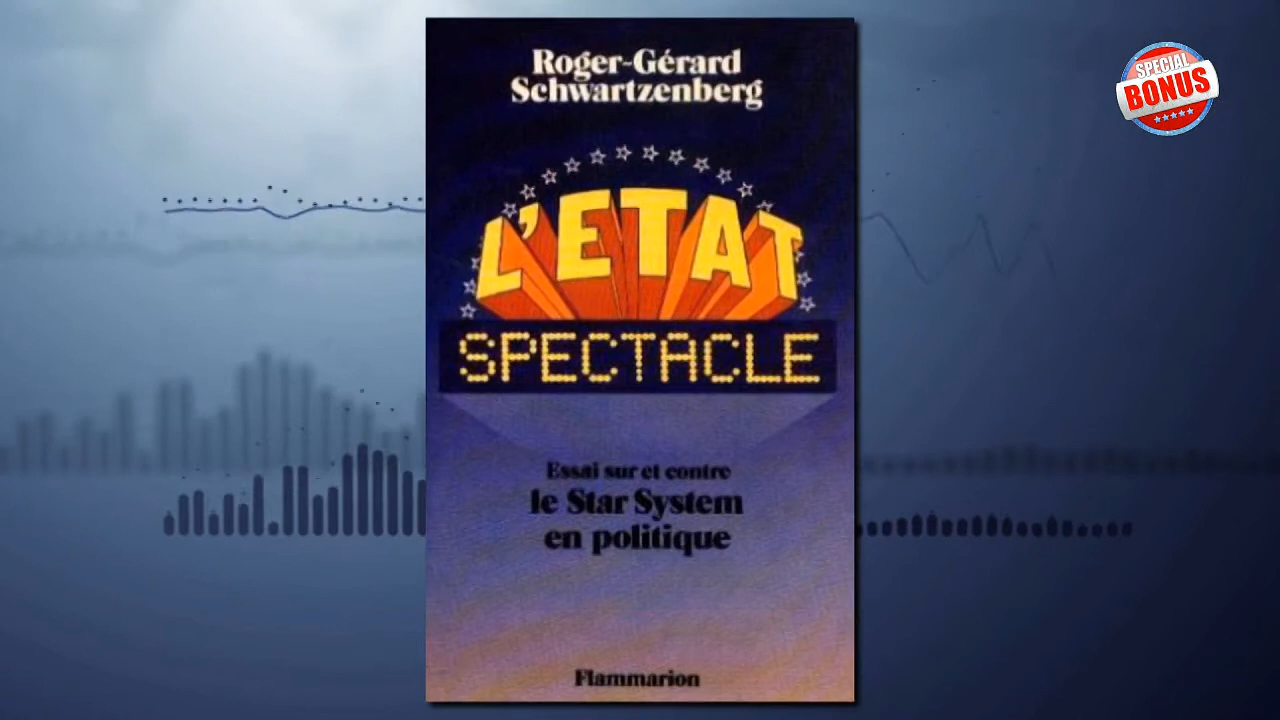 Roger-Gérard
Schwartzenberg
L'ETAT
SPECTACLE
Essai sur et contre
le Star System
en politique
Flammarion
SPECIAL
BONUS